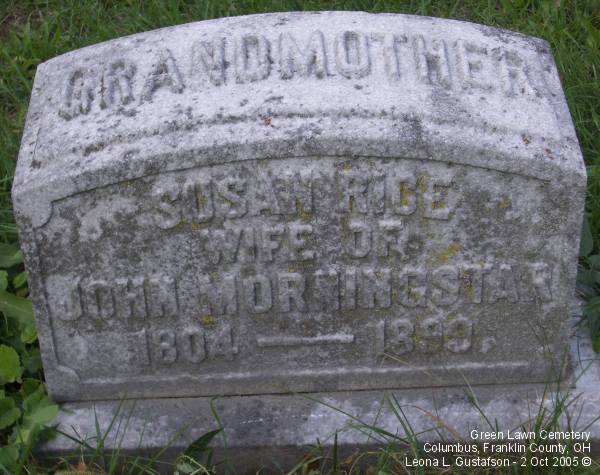 GRANDMOTHER
SUSAN RICE
WIFE OF
JOHN MORNINGSTAR
1804 — 1899.
Green Lawn Cemetery
Columbus, Franklin County, OH
Leona L. Gustafson - 2 Oct 2005 ©